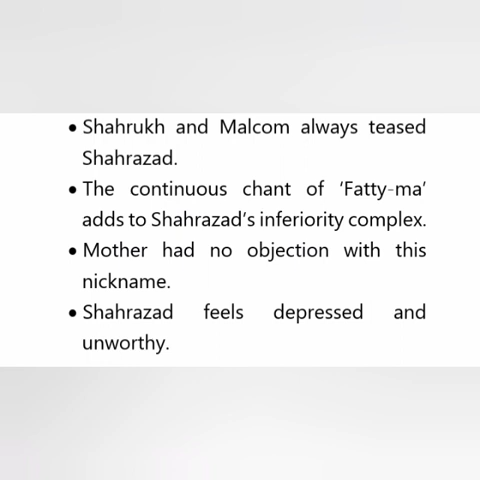 • Shahrukh and Malcom always teased
Shahrazad.
• The continuous chant of ‘Fatty-ma’
adds to Shahrazad’s inferiority complex.
• Mother had no objection with this
nickname.
• Shahrazad feels depressed and
unworthy.